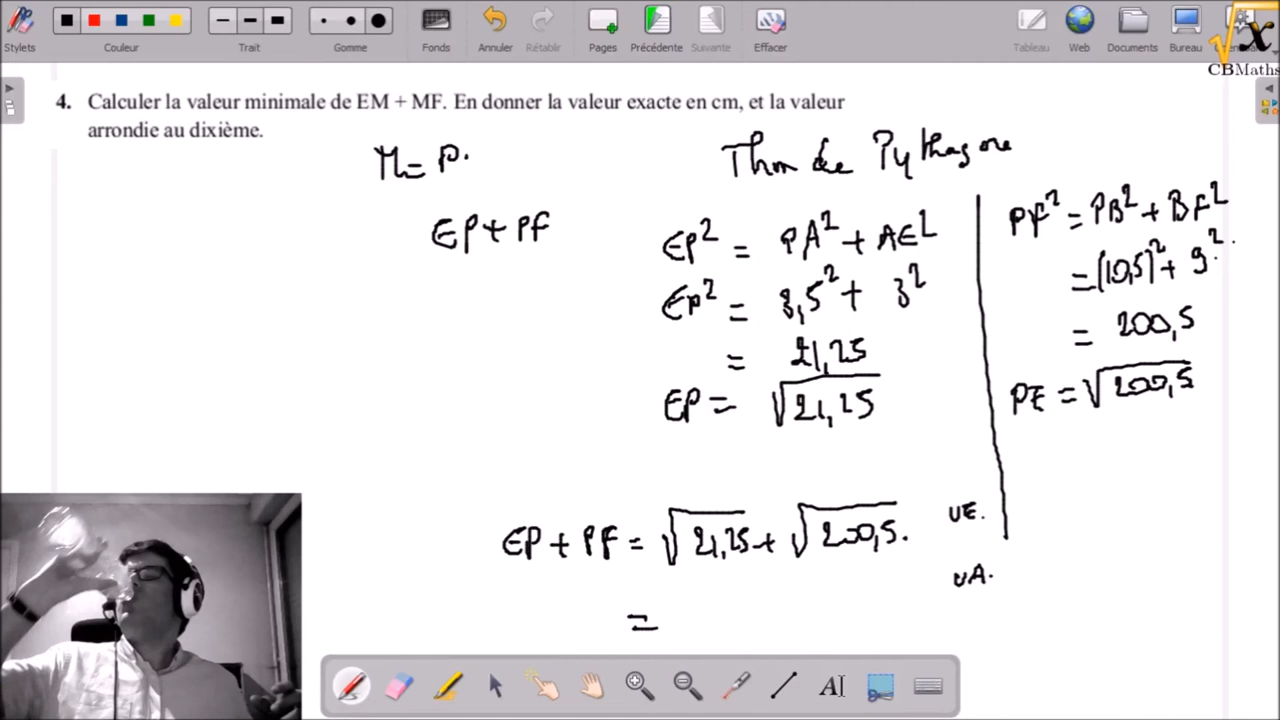 Stylets Couleur Trait Gomme Fonds Annuler Rétablir Pages Précédente Suivante Effacer Tableau Web Documents Bureau
CBMaths
4. Calculer la valeur minimale de EM + MF. En donner la valeur exacte en cm, et la valeur
arrondie au dixième.
M = P.
EP + PF
Thm de Pythagore
EP² = PA² + AE²
EP² = 3,5² + 3²
= 21,25
EP = √21,25
PF² = PB² + BF²
= (10,5)² + 9²
= 200,5
PF = √200,5
EP + PF = √21,25 + √200,5.
VE.
VA.
=
AI